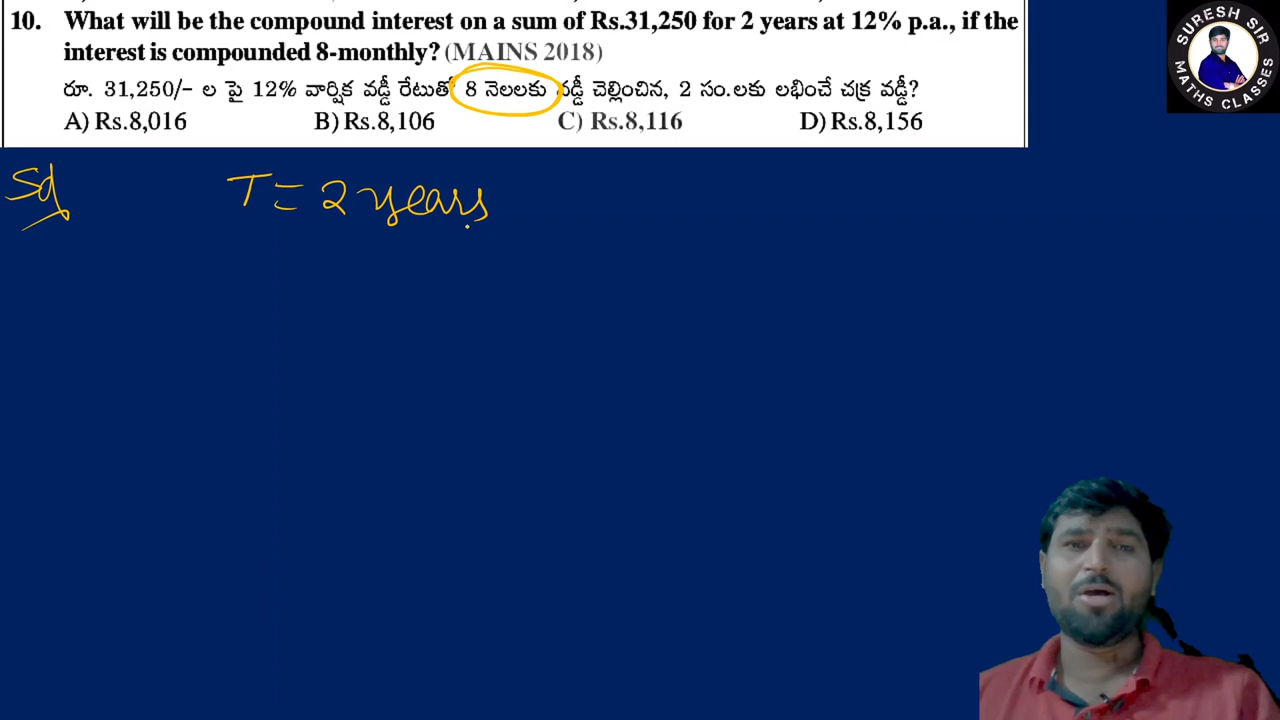 10. What will be the compound interest on a sum of Rs.31,250 for 2 years at 12% p.a., if the
interest is compounded 8-monthly? (MAINS 2018)
రూ. 31,250/- ల పై 12% వార్షిక వడ్డీ రేటుతో 8 నెలలకు వడ్డీ చెల్లించిన, 2 సం.లకు లభించే చక్ర వడ్డీ?
A) Rs.8,016 B) Rs.8,106 C) Rs.8,116 D) Rs.8,156
SURESH SIR
MATHS CLASSES
Sol
T = 2 years